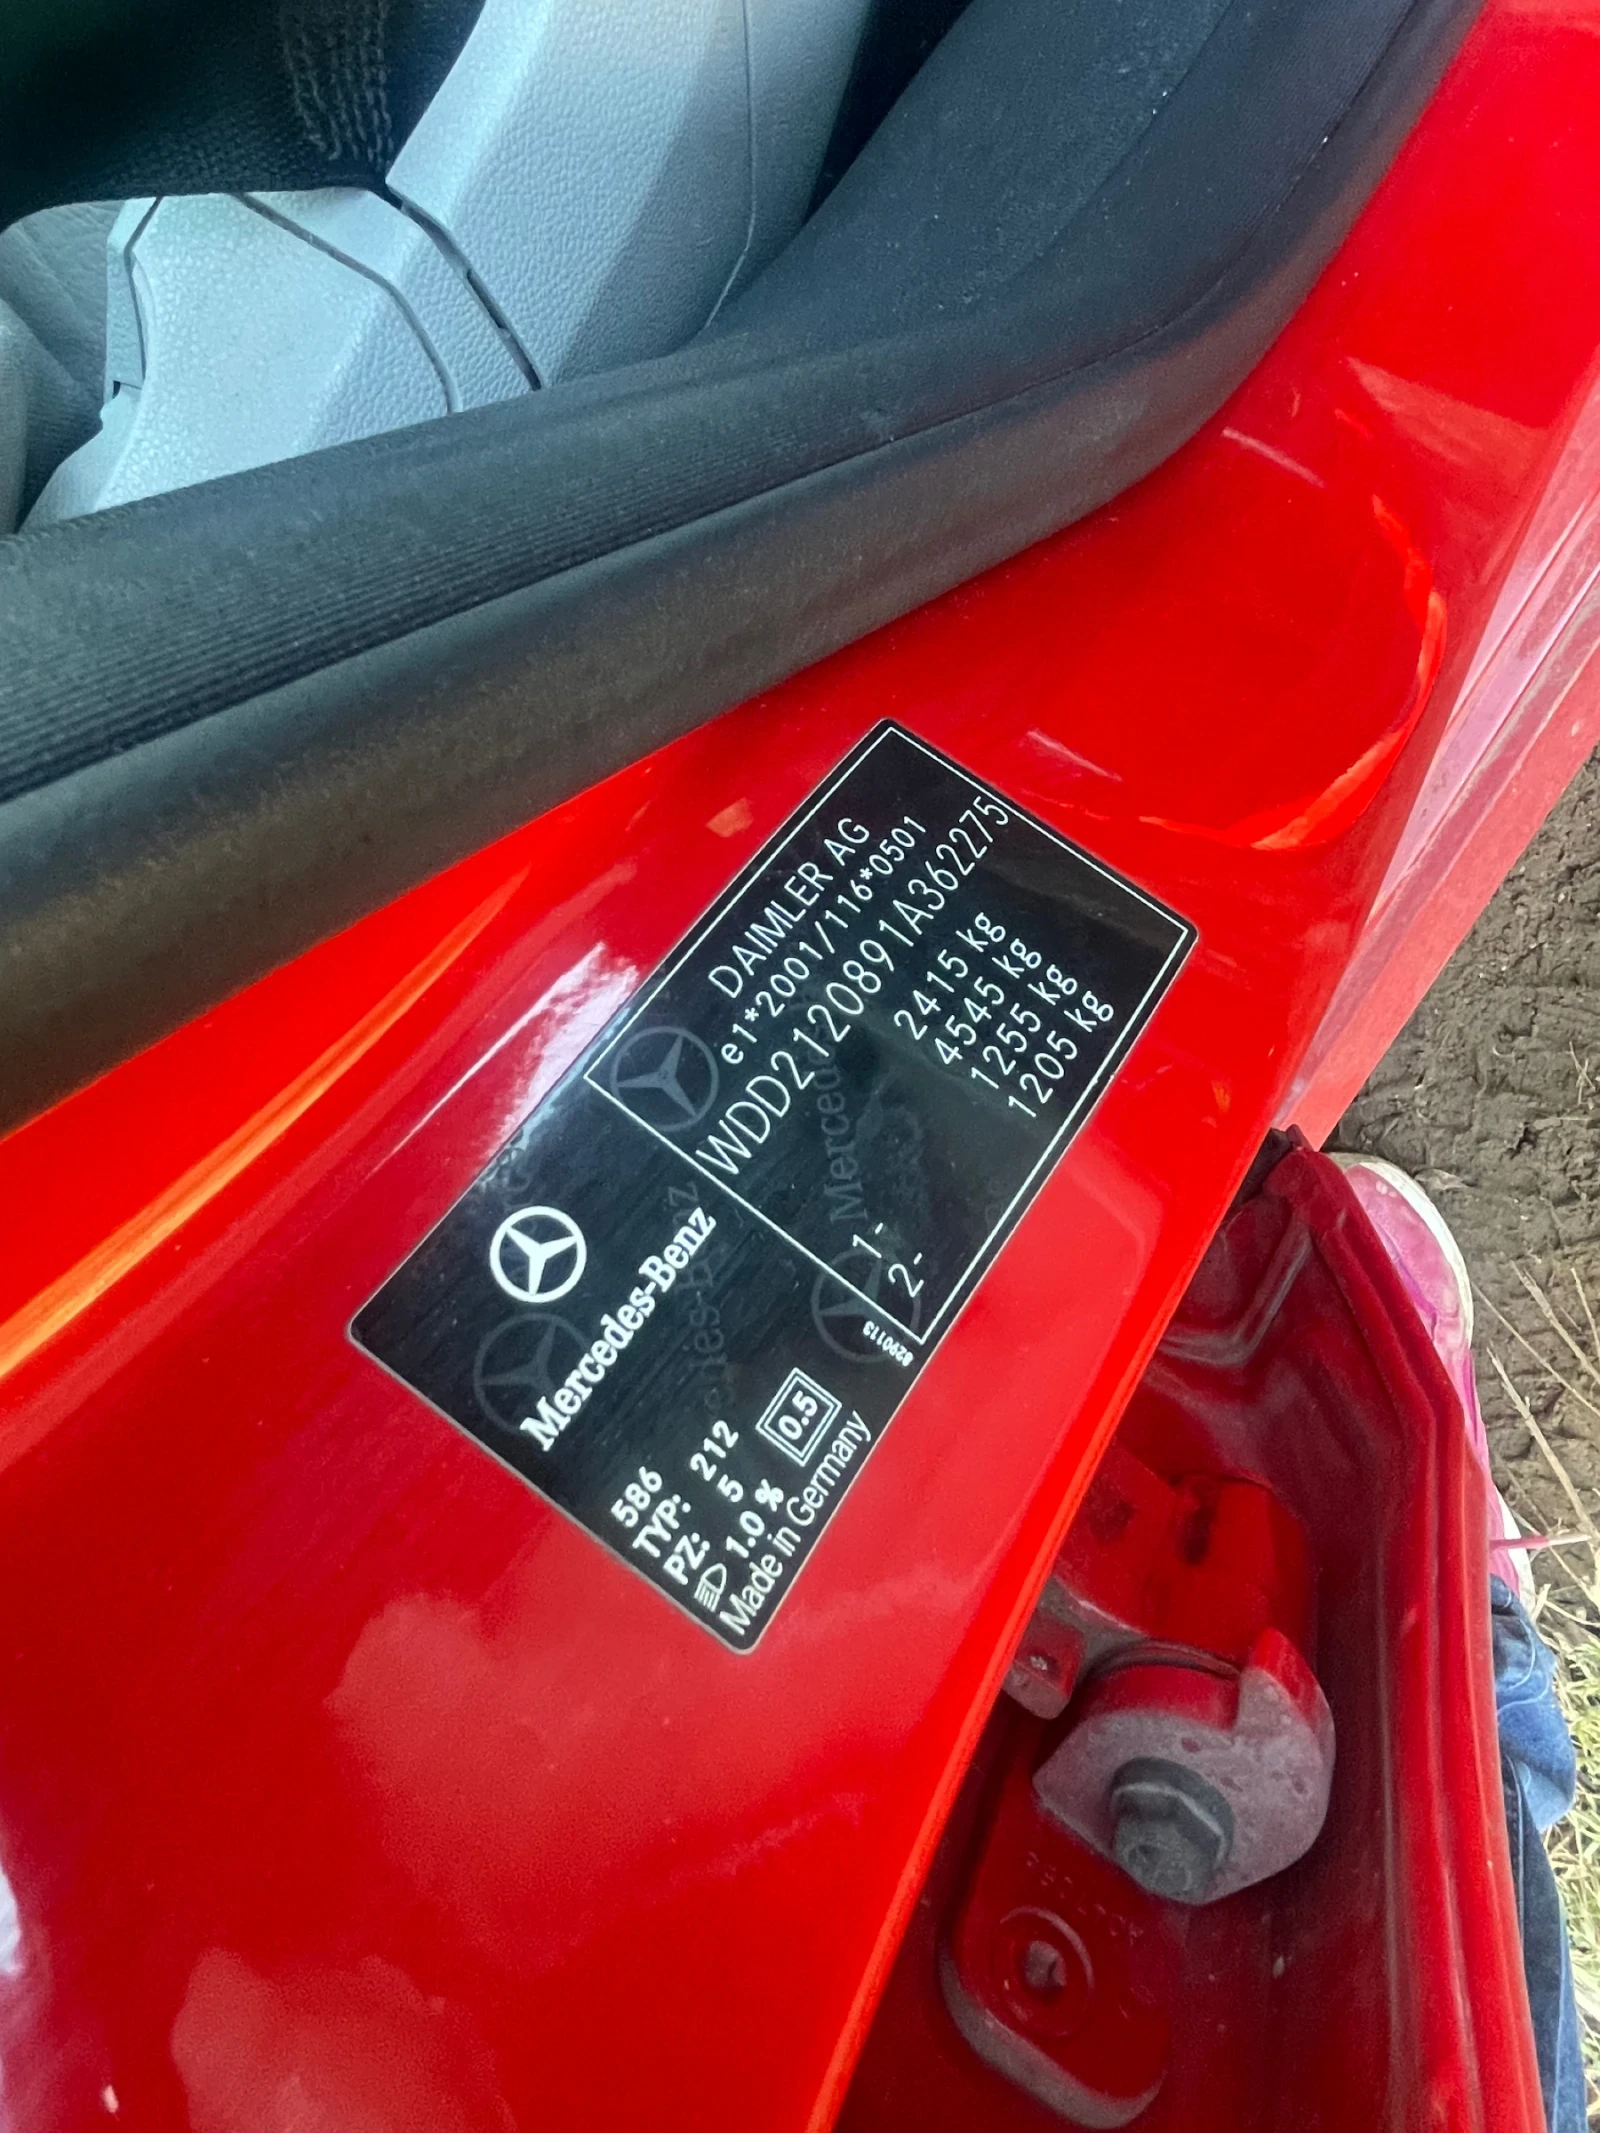 DAIMLER AG
e1*2001/116*0501
WDD2120891A362275
2415 kg
4545 kg
1- 1255 kg
2- 1205 kg
8290113
Mercedes-Benz
586
TYP: 212
PZ: 5
1.0 %
0.5
Made in Germany